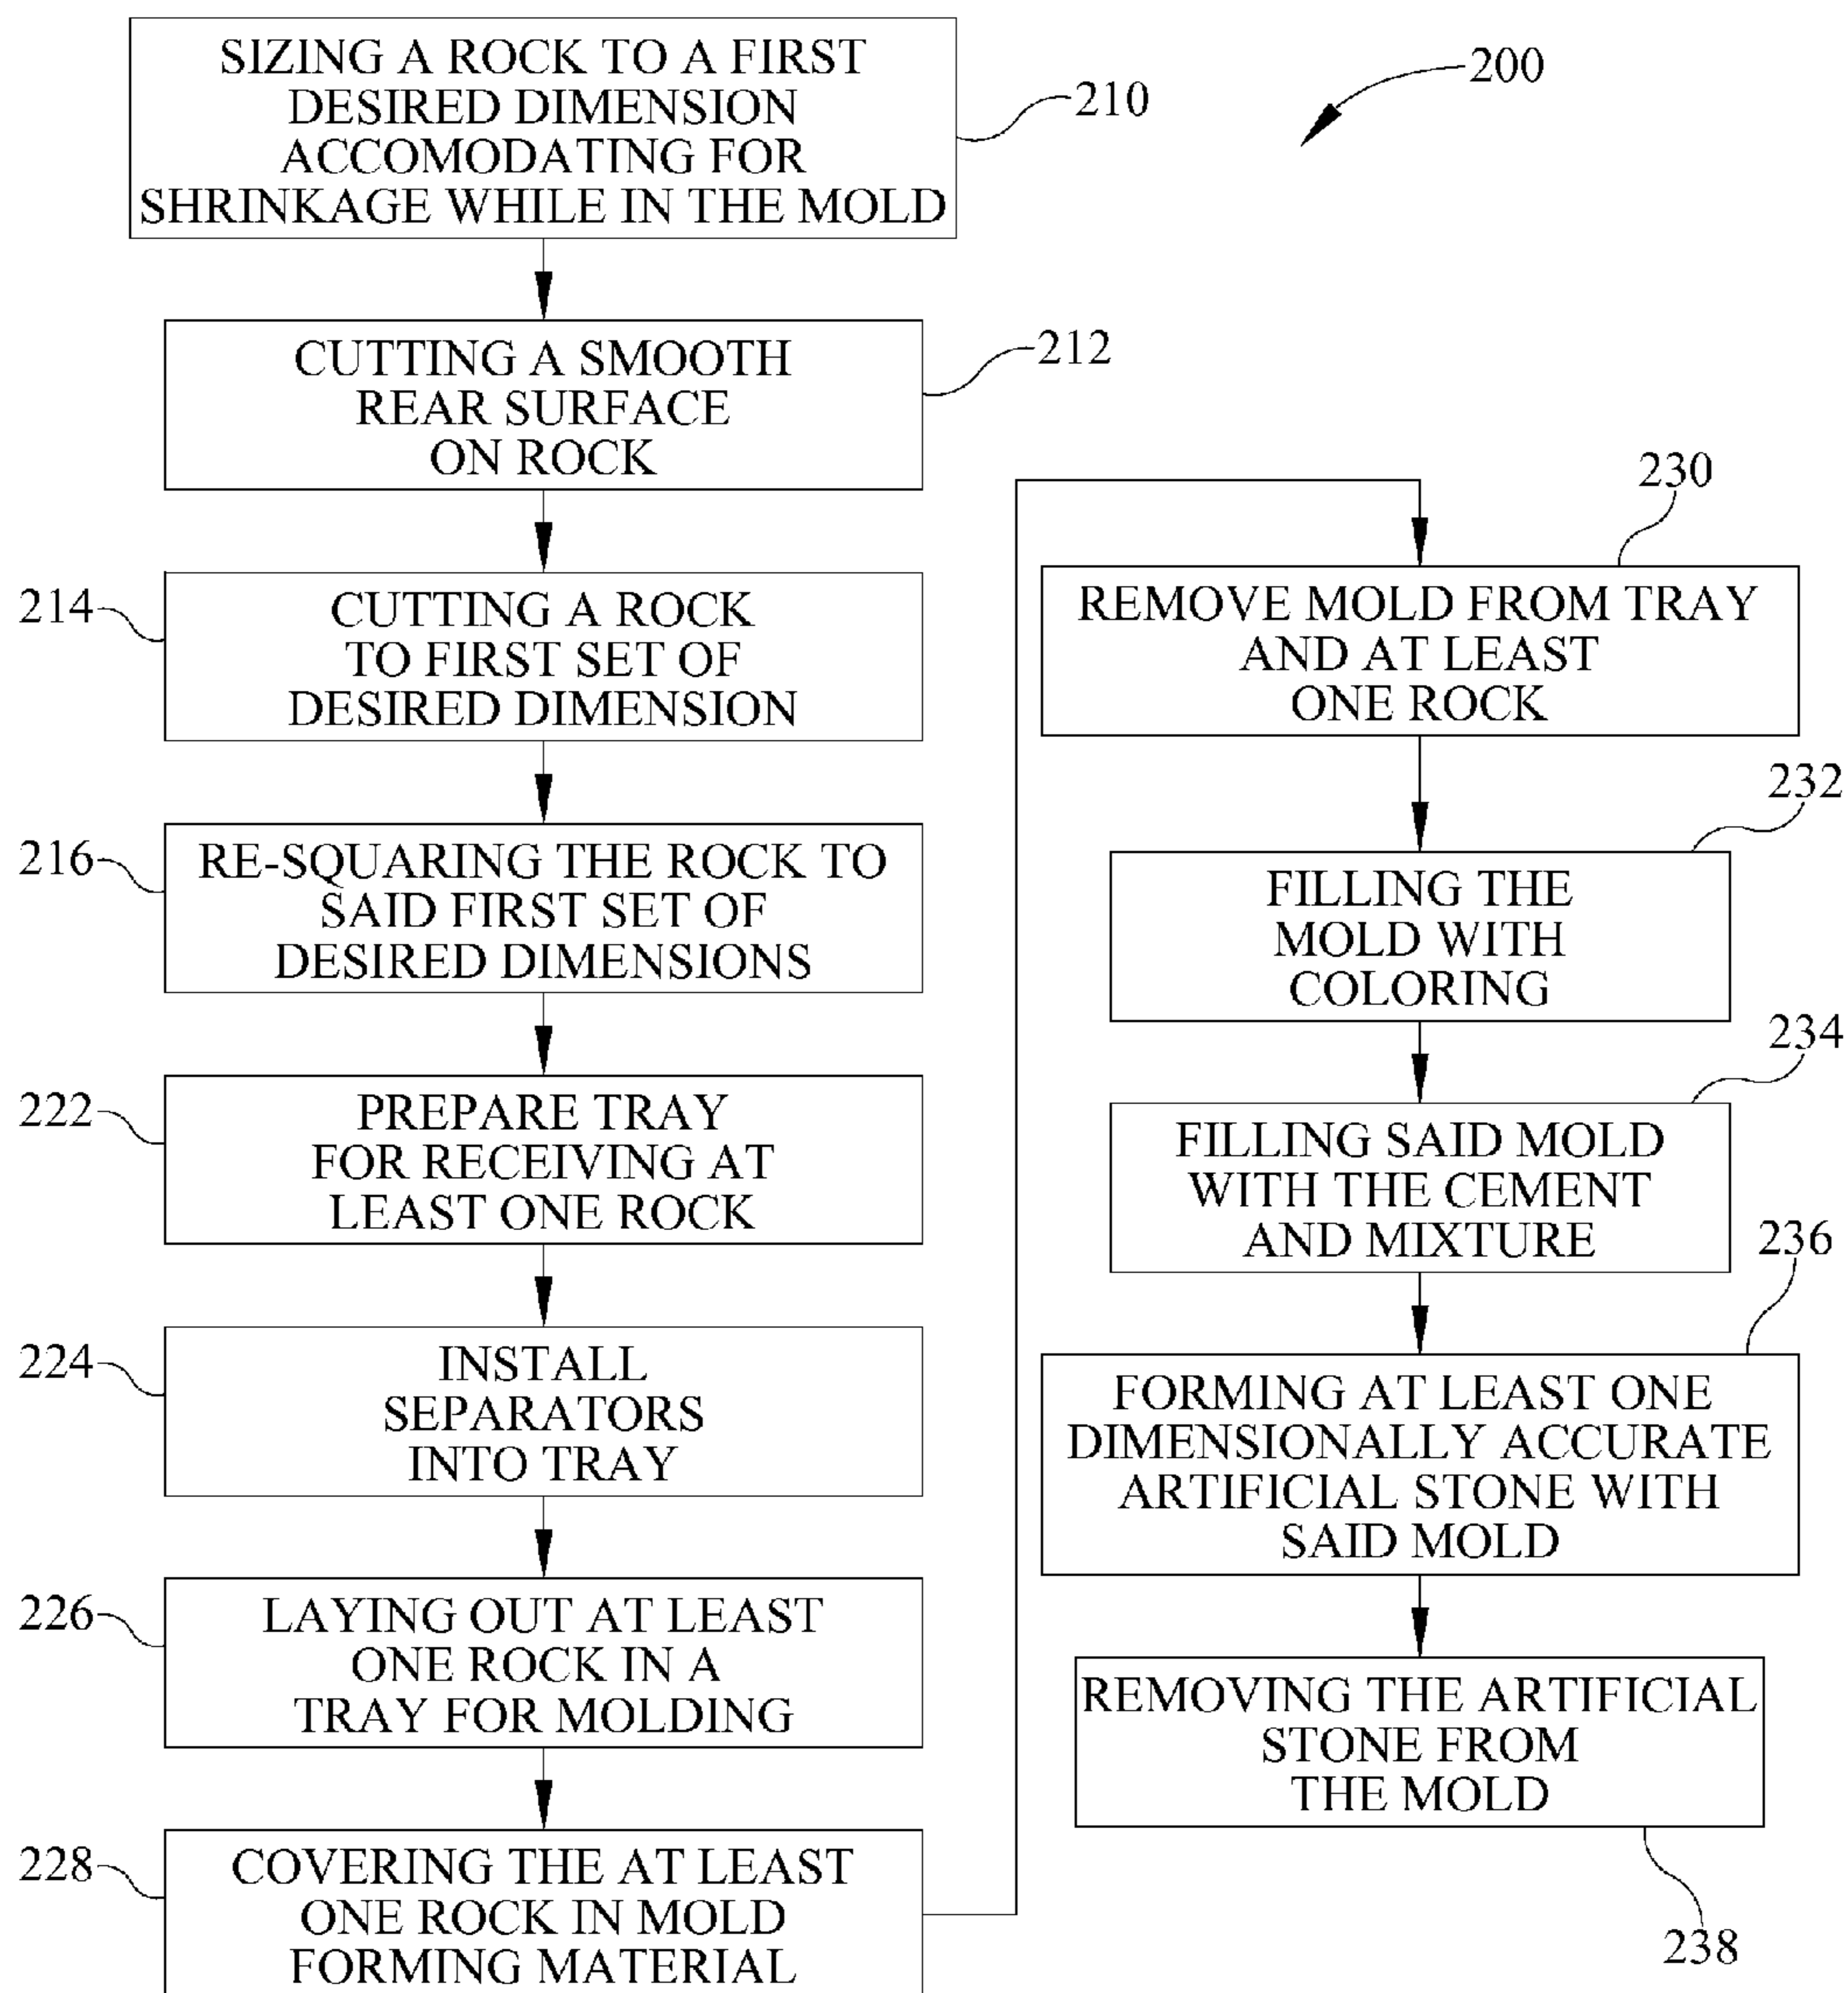 SIZING A ROCK TO A FIRST
DESIRED DIMENSION
ACCOMODATING FOR
SHRINKAGE WHILE IN THE MOLD
210
200
CUTTING A SMOOTH
REAR SURFACE
ON ROCK
212
214
CUTTING A ROCK
TO FIRST SET OF
DESIRED DIMENSION
216
RE-SQUARING THE ROCK TO
SAID FIRST SET OF
DESIRED DIMENSIONS
222
PREPARE TRAY
FOR RECEIVING AT
LEAST ONE ROCK
224
INSTALL
SEPARATORS
INTO TRAY
226
LAYING OUT AT LEAST
ONE ROCK IN A
TRAY FOR MOLDING
228
COVERING THE AT LEAST
ONE ROCK IN MOLD
FORMING MATERIAL
230
REMOVE MOLD FROM TRAY
AND AT LEAST
ONE ROCK
232
FILLING THE
MOLD WITH
COLORING
234
FILLING SAID MOLD
WITH THE CEMENT
AND MIXTURE
236
FORMING AT LEAST ONE
DIMENSIONALLY ACCURATE
ARTIFICIAL STONE WITH
SAID MOLD
REMOVING THE ARTIFICIAL
STONE FROM
THE MOLD
238